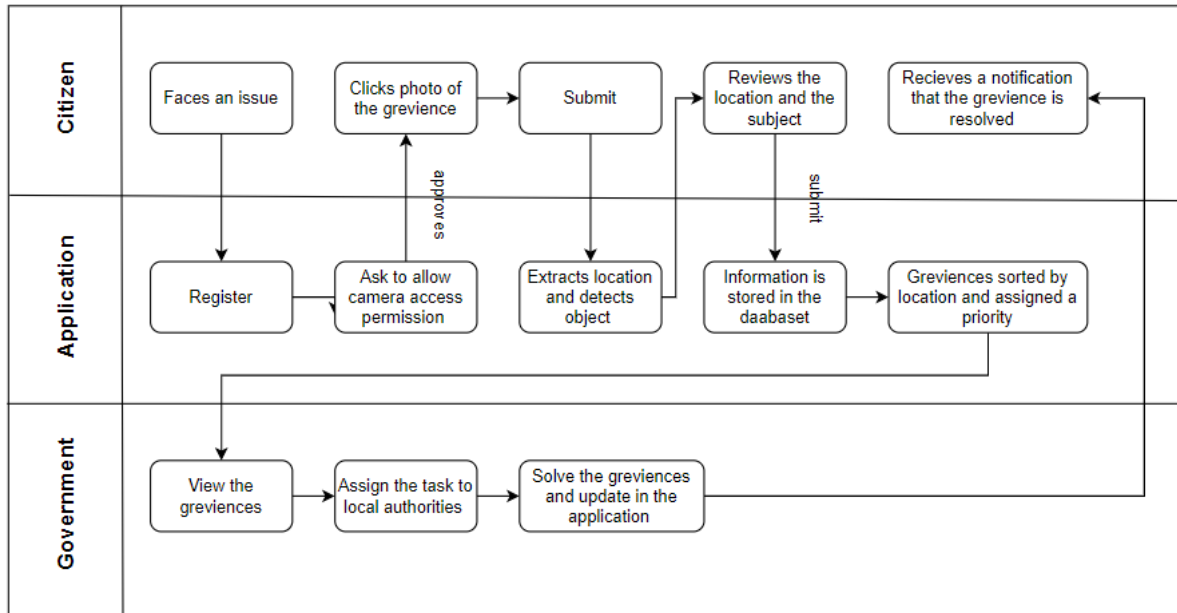 Citizen
Faces an issue
Clicks photo of
the grevience
Submit
Reviews the
location and the
subject
Recieves a notification
that the grevience is
resolved
approves
submit
Application
Register
Ask to allow
camera access
permission
Extracts location
and detects
object
Information is
stored in the
daabaset
Greviences sorted by
location and assigned a
priority
Government
View the
greviences
Assign the task to
local authorities
Solve the greviences
and update in the
application